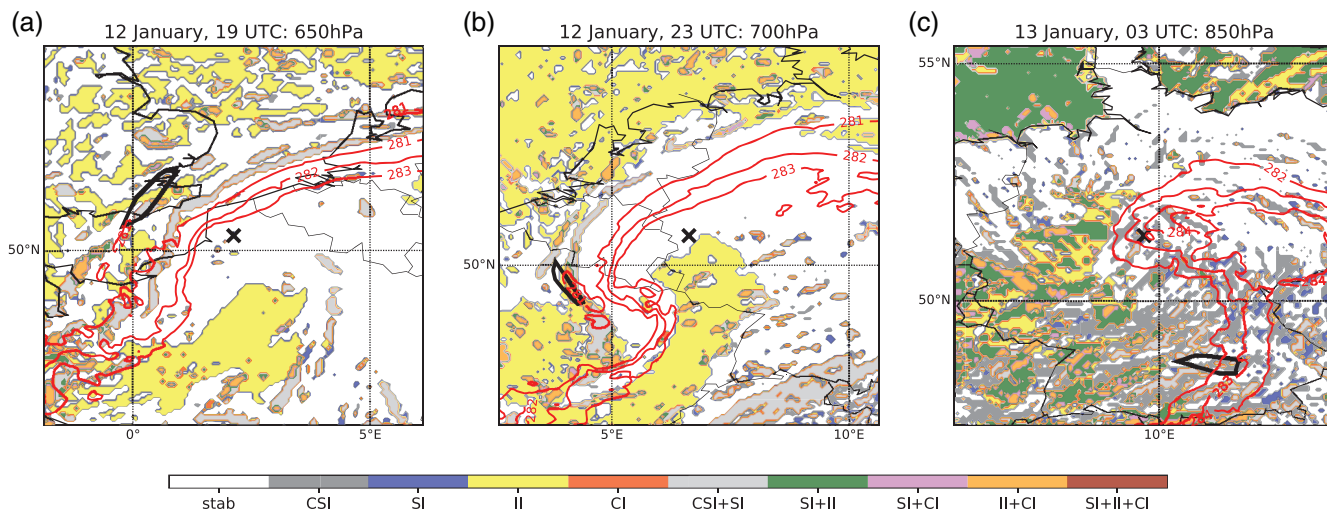 (a)
12 January, 19 UTC: 650hPa
(b)
12 January, 23 UTC: 700hPa
(c)
13 January, 03 UTC: 850hPa
281
281
282
283
50°N
0°
5°E
281
282
283
282
50°N
5°E
10°E
55°N
282
284
50°N
283
10°E
stab
CSI
SI
II
CI
CSI+SI
SI+II
SI+CI
II+CI
SI+II+CI